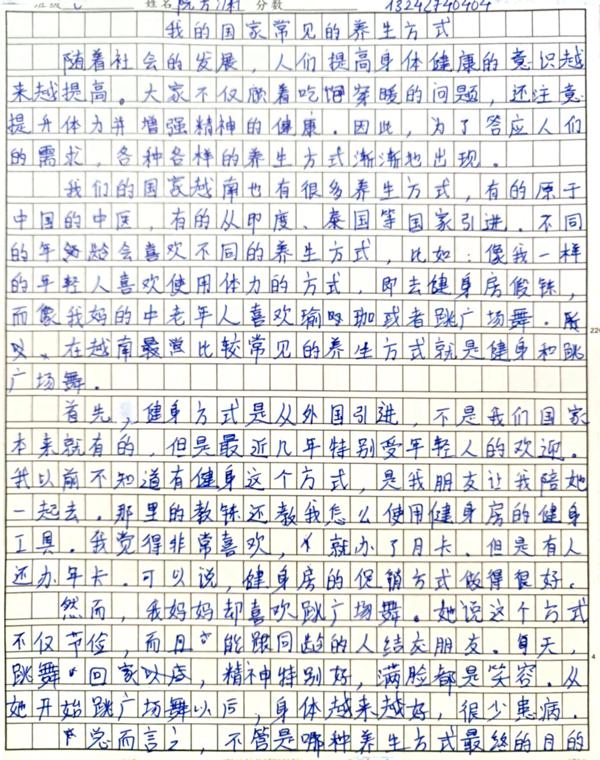 姓名 分数 13242740404
我的国家常见的养生方式
随着社会的发展，人们提高身体健康的意识越
来越提高。大家不仅顾着吃饱穿暖的问题，还注意
提升体力并增强精神的健康。因此，为了答应人们
的需求，各种各样的养生方式渐渐地出现。
我们的国家越南也有很多养生方式，有的原于
中国的中医，有的从印度、泰国等国家引进。不同
的年龄会喜欢不同的养生方式，比如：像我一样
的年轻人喜欢使用体力的方式，即去健身房假铼，
而像我妈的中老年人喜欢瑜珈或者跳广场舞。所
以，在越南最常比较常见的养生方式就是健身和跳
广场舞。
首先，健身方式是从外国引进，不是我们国家
本来就有的，但是最近几年特别受年轻人的欢迎。
我以前不知道有健身这个方式，是我朋友让我陪她
一起去。那里的教铼还教我怎么使用健身房的健身
工具。我觉得非常喜欢，就办了月卡。但是有人
还办年卡。可以说，健身房的促销方式做得很好。
然而，我妈妈却喜欢跳广场舞。她说这个方式
不仅节俭，而且能跟同龄的人结交朋友。每天，
跳舞回家以后，精神特别好，满脸都是笑容。从
她开始跳广场舞以后，身体越来越好，很少患病。
总而言之，不管是哪种养生方式最终的目的